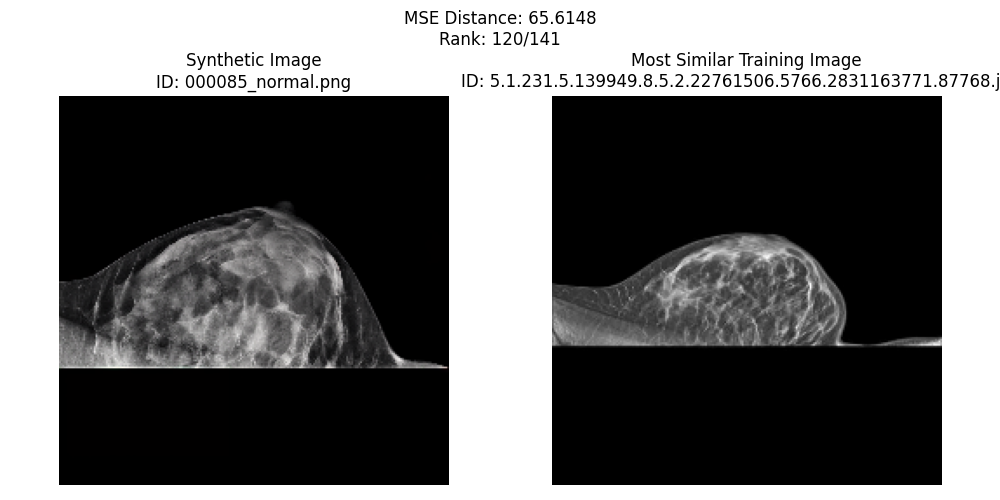 MSE Distance: 65.6148
Rank: 120/141
Synthetic Image
ID: 000085_normal.png
Most Similar Training Image
ID: 5.1.231.5.139949.8.5.2.22761506.5766.2831163771.87768.j